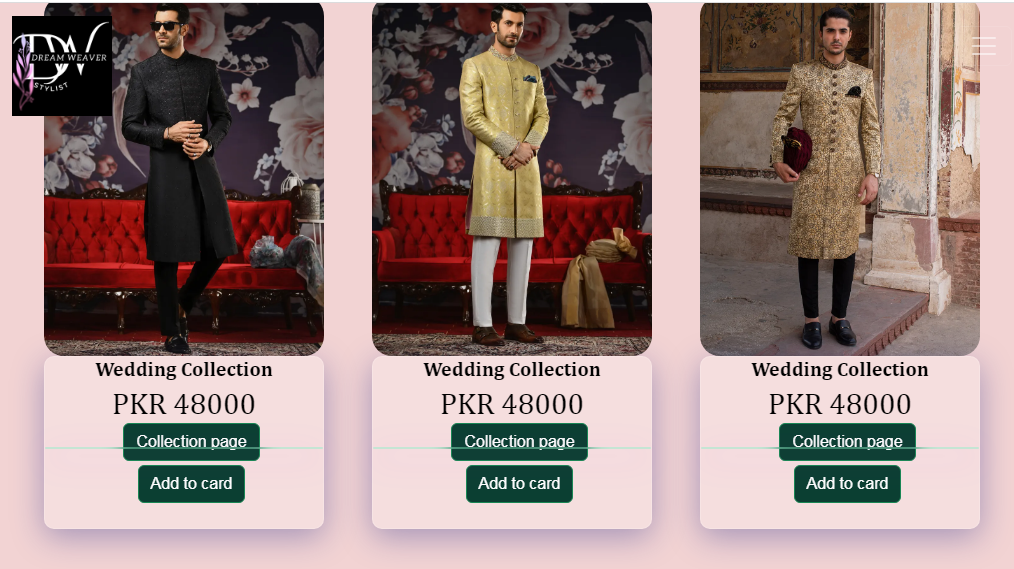 DW
DREAM WEAVER
STYLIST
Wedding Collection
PKR 48000
Collection page
Add to card
Wedding Collection
PKR 48000
Collection page
Add to card
Wedding Collection
PKR 48000
Collection page
Add to card